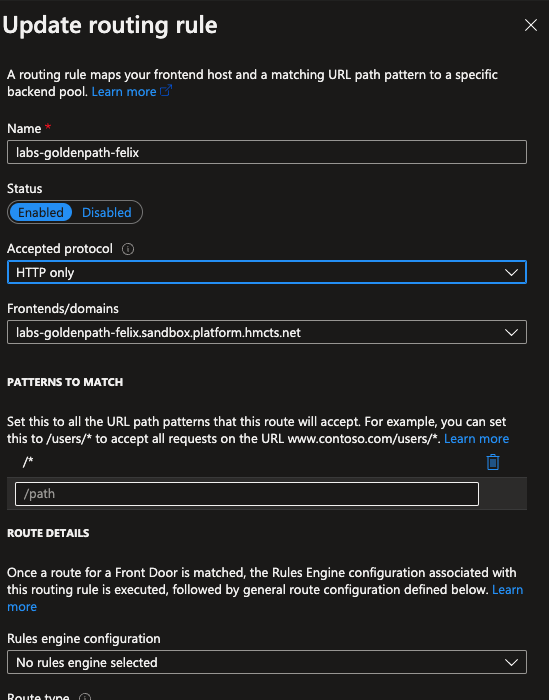 Update routing rule
A routing rule maps your frontend host and a matching URL path pattern to a specific
backend pool. Learn more
Name *
labs-goldenpath-felix
Status
Enabled Disabled
Accepted protocol
HTTP only
Frontends/domains
labs-goldenpath-felix.sandbox.platform.hmcts.net
PATTERNS TO MATCH
Set this to all the URL path patterns that this route will accept. For example, you can set
this to /users/* to accept all requests on the URL www.contoso.com/users/*. Learn more
/*
/path
ROUTE DETAILS
Once a route for a Front Door is matched, the Rules Engine configuration associated with
this routing rule is executed, followed by general route configuration defined below. Learn
more
Rules engine configuration
No rules engine selected
Route type